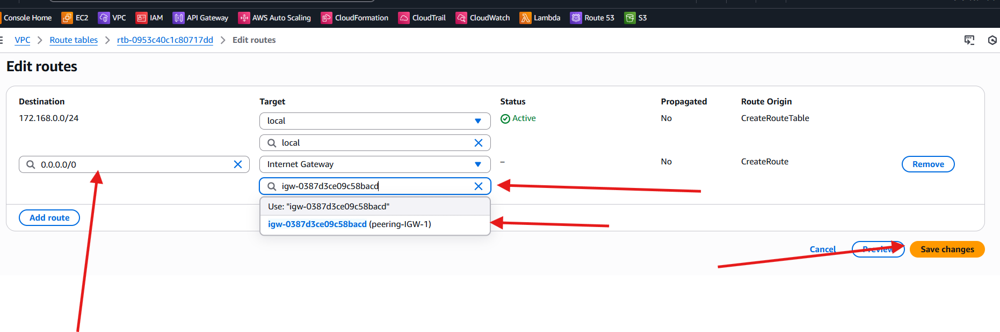 Console Home EC2 VPC IAM API Gateway AWS Auto Scaling CloudFormation CloudTrail CloudWatch Lambda Route 53 S3
VPC > Route tables > rtb-0953c40c1c80717dd > Edit routes
Edit routes
Destination Target Status Propagated Route Origin
172.168.0.0/24 local Active No CreateRouteTable
local
0.0.0.0/0 Internet Gateway – No CreateRoute Remove
igw-0387d3ce09c58bacd
Use: "igw-0387d3ce09c58bacd"
Add route igw-0387d3ce09c58bacd (peering-IGW-1)
Cancel Preview Save changes